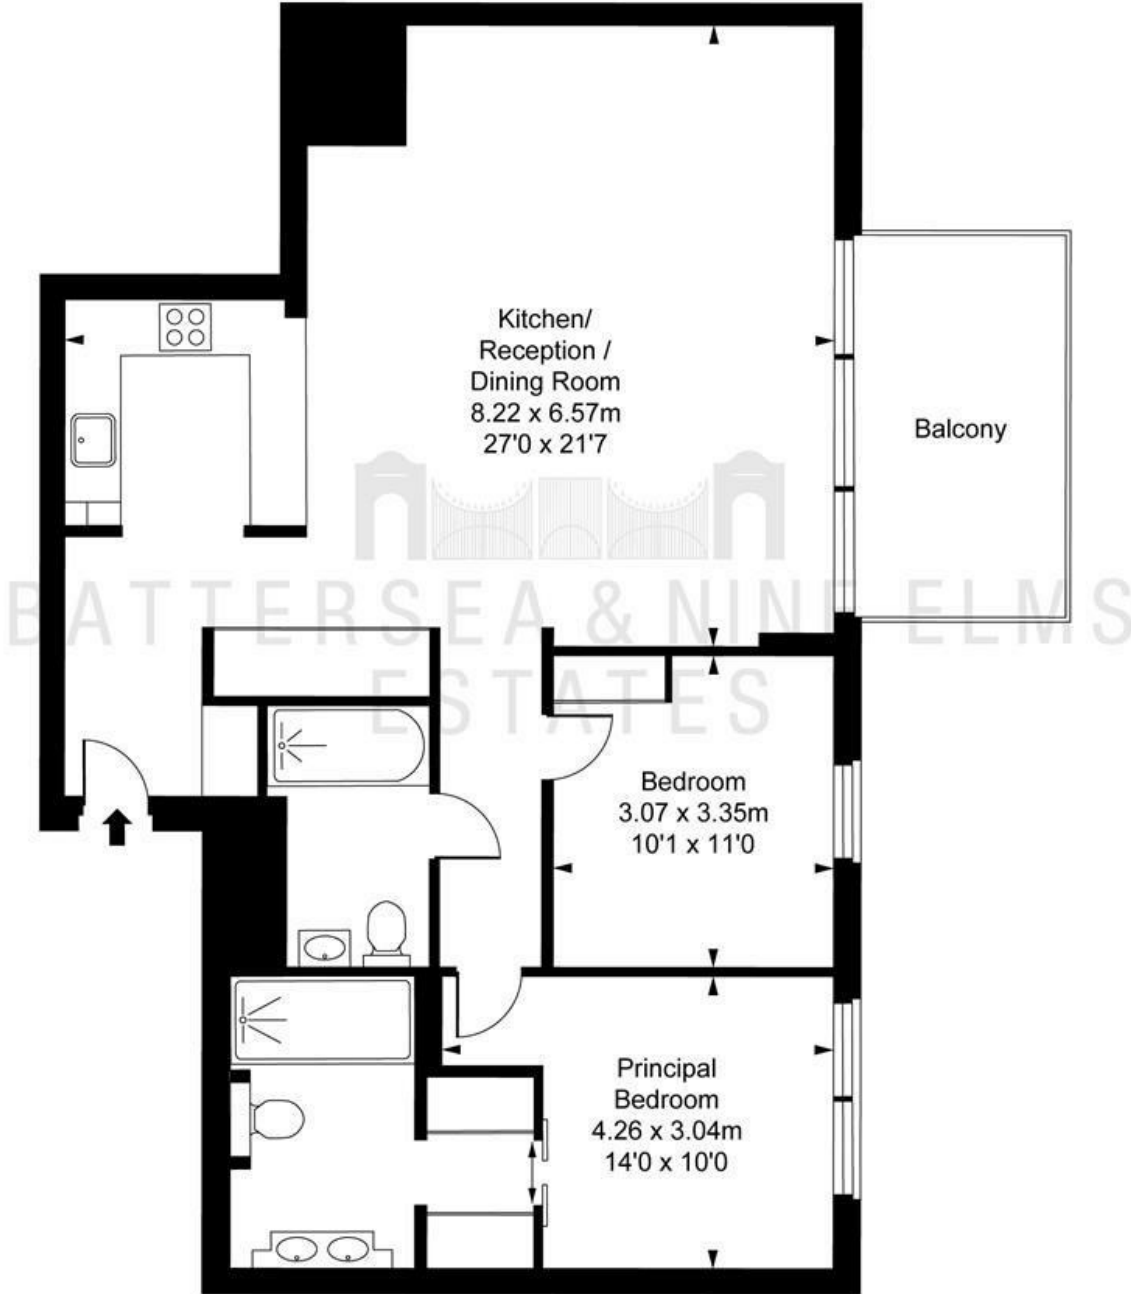 Kitchen/
Reception /
Dining Room
8.22 x 6.57m
27'0 x 21'7
Balcony
BATTERSEA & NINE ELMS
ESTATES
Bedroom
3.07 x 3.35m
10'1 x 11'0
Principal
Bedroom
4.26 x 3.04m
14'0 x 10'0